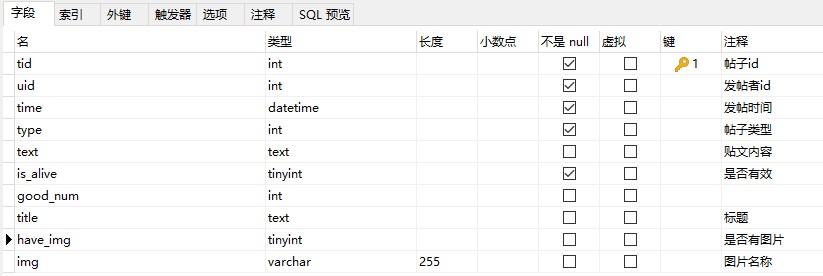 字段 索引 外键 触发器 选项 注释 SQL 预览
名 类型 长度 小数点 不是 null 虚拟 键 注释
tid int 1 帖子id
uid int 发帖者id
time datetime 发帖时间
type int 帖子类型
text text 贴文内容
is_alive tinyint 是否有效
good_num int
title text 标题
have_img tinyint 是否有图片
img varchar 255 图片名称